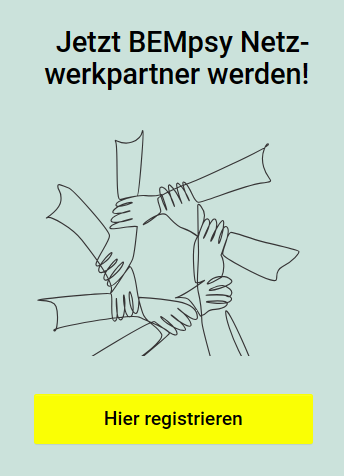 Jetzt BEMpsy Netz-
werkpartner werden!
Hier registrieren